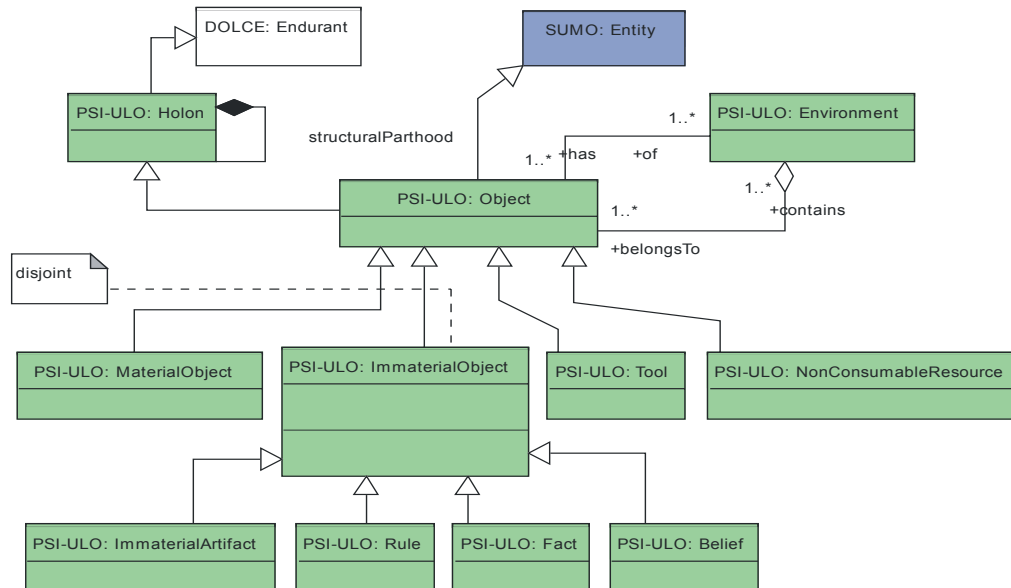 DOLCE: Endurant
SUMO: Entity
PSI-ULO: Holon
PSI-ULO: Environment
structuralParthood
1..*
1..* +has
+of
PSI-ULO: Object
1..*
1..*
+contains
+belongsTo
disjoint
PSI-ULO: MaterialObject
PSI-ULO: ImmaterialObject
PSI-ULO: Tool
PSI-ULO: NonConsumableResource
PSI-ULO: ImmaterialArtifact
PSI-ULO: Rule
PSI-ULO: Fact
PSI-ULO: Belief